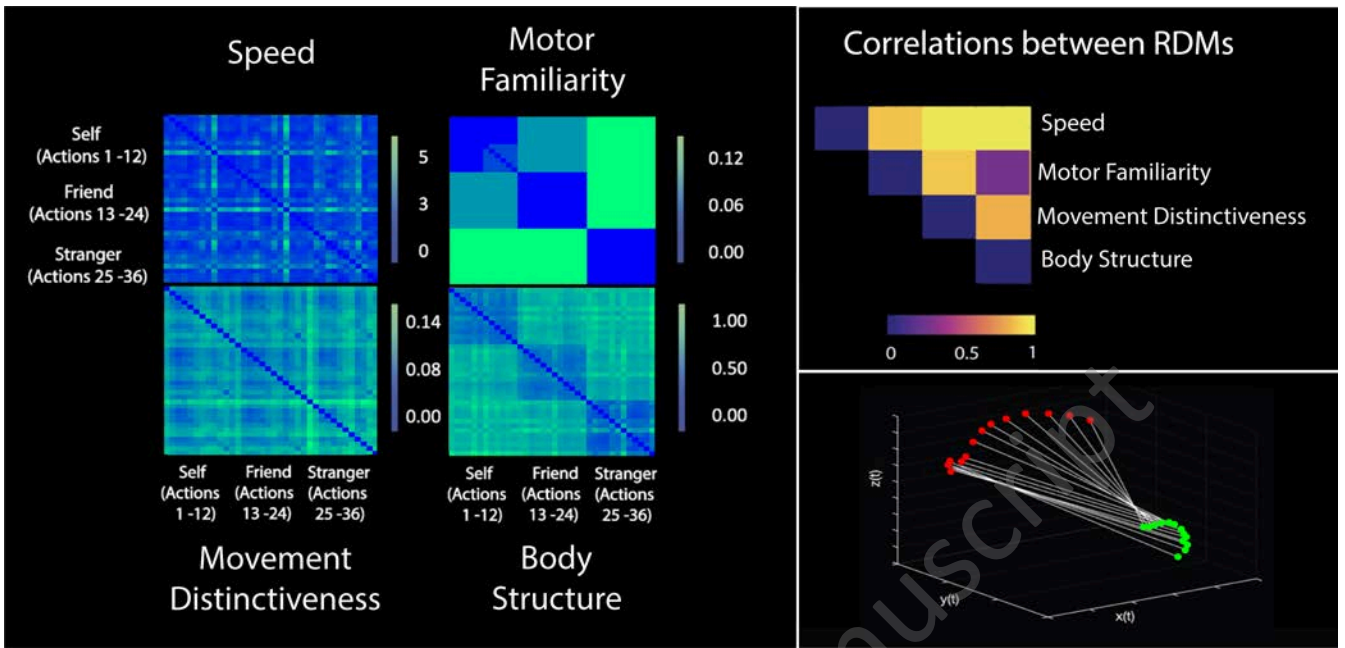 Speed
Motor
Familiarity
Self
(Actions 1 -12)
Friend
(Actions 13 -24)
Stranger
(Actions 25 -36)
5
3
0
0.12
0.06
0.00
0.14
0.08
0.00
1.00
0.50
0.00
Self
(Actions
1 -12)
Friend
(Actions
13 -24)
Stranger
(Actions
25 -36)
Self
(Actions
1 -12)
Friend
(Actions
13 -24)
Stranger
(Actions
25 -36)
Movement
Distinctiveness
Body
Structure
Correlations between RDMs
Speed
Motor Familiarity
Movement Distinctiveness
Body Structure
0
0.5
1
z(t)
y(t)
x(t)
nuscript